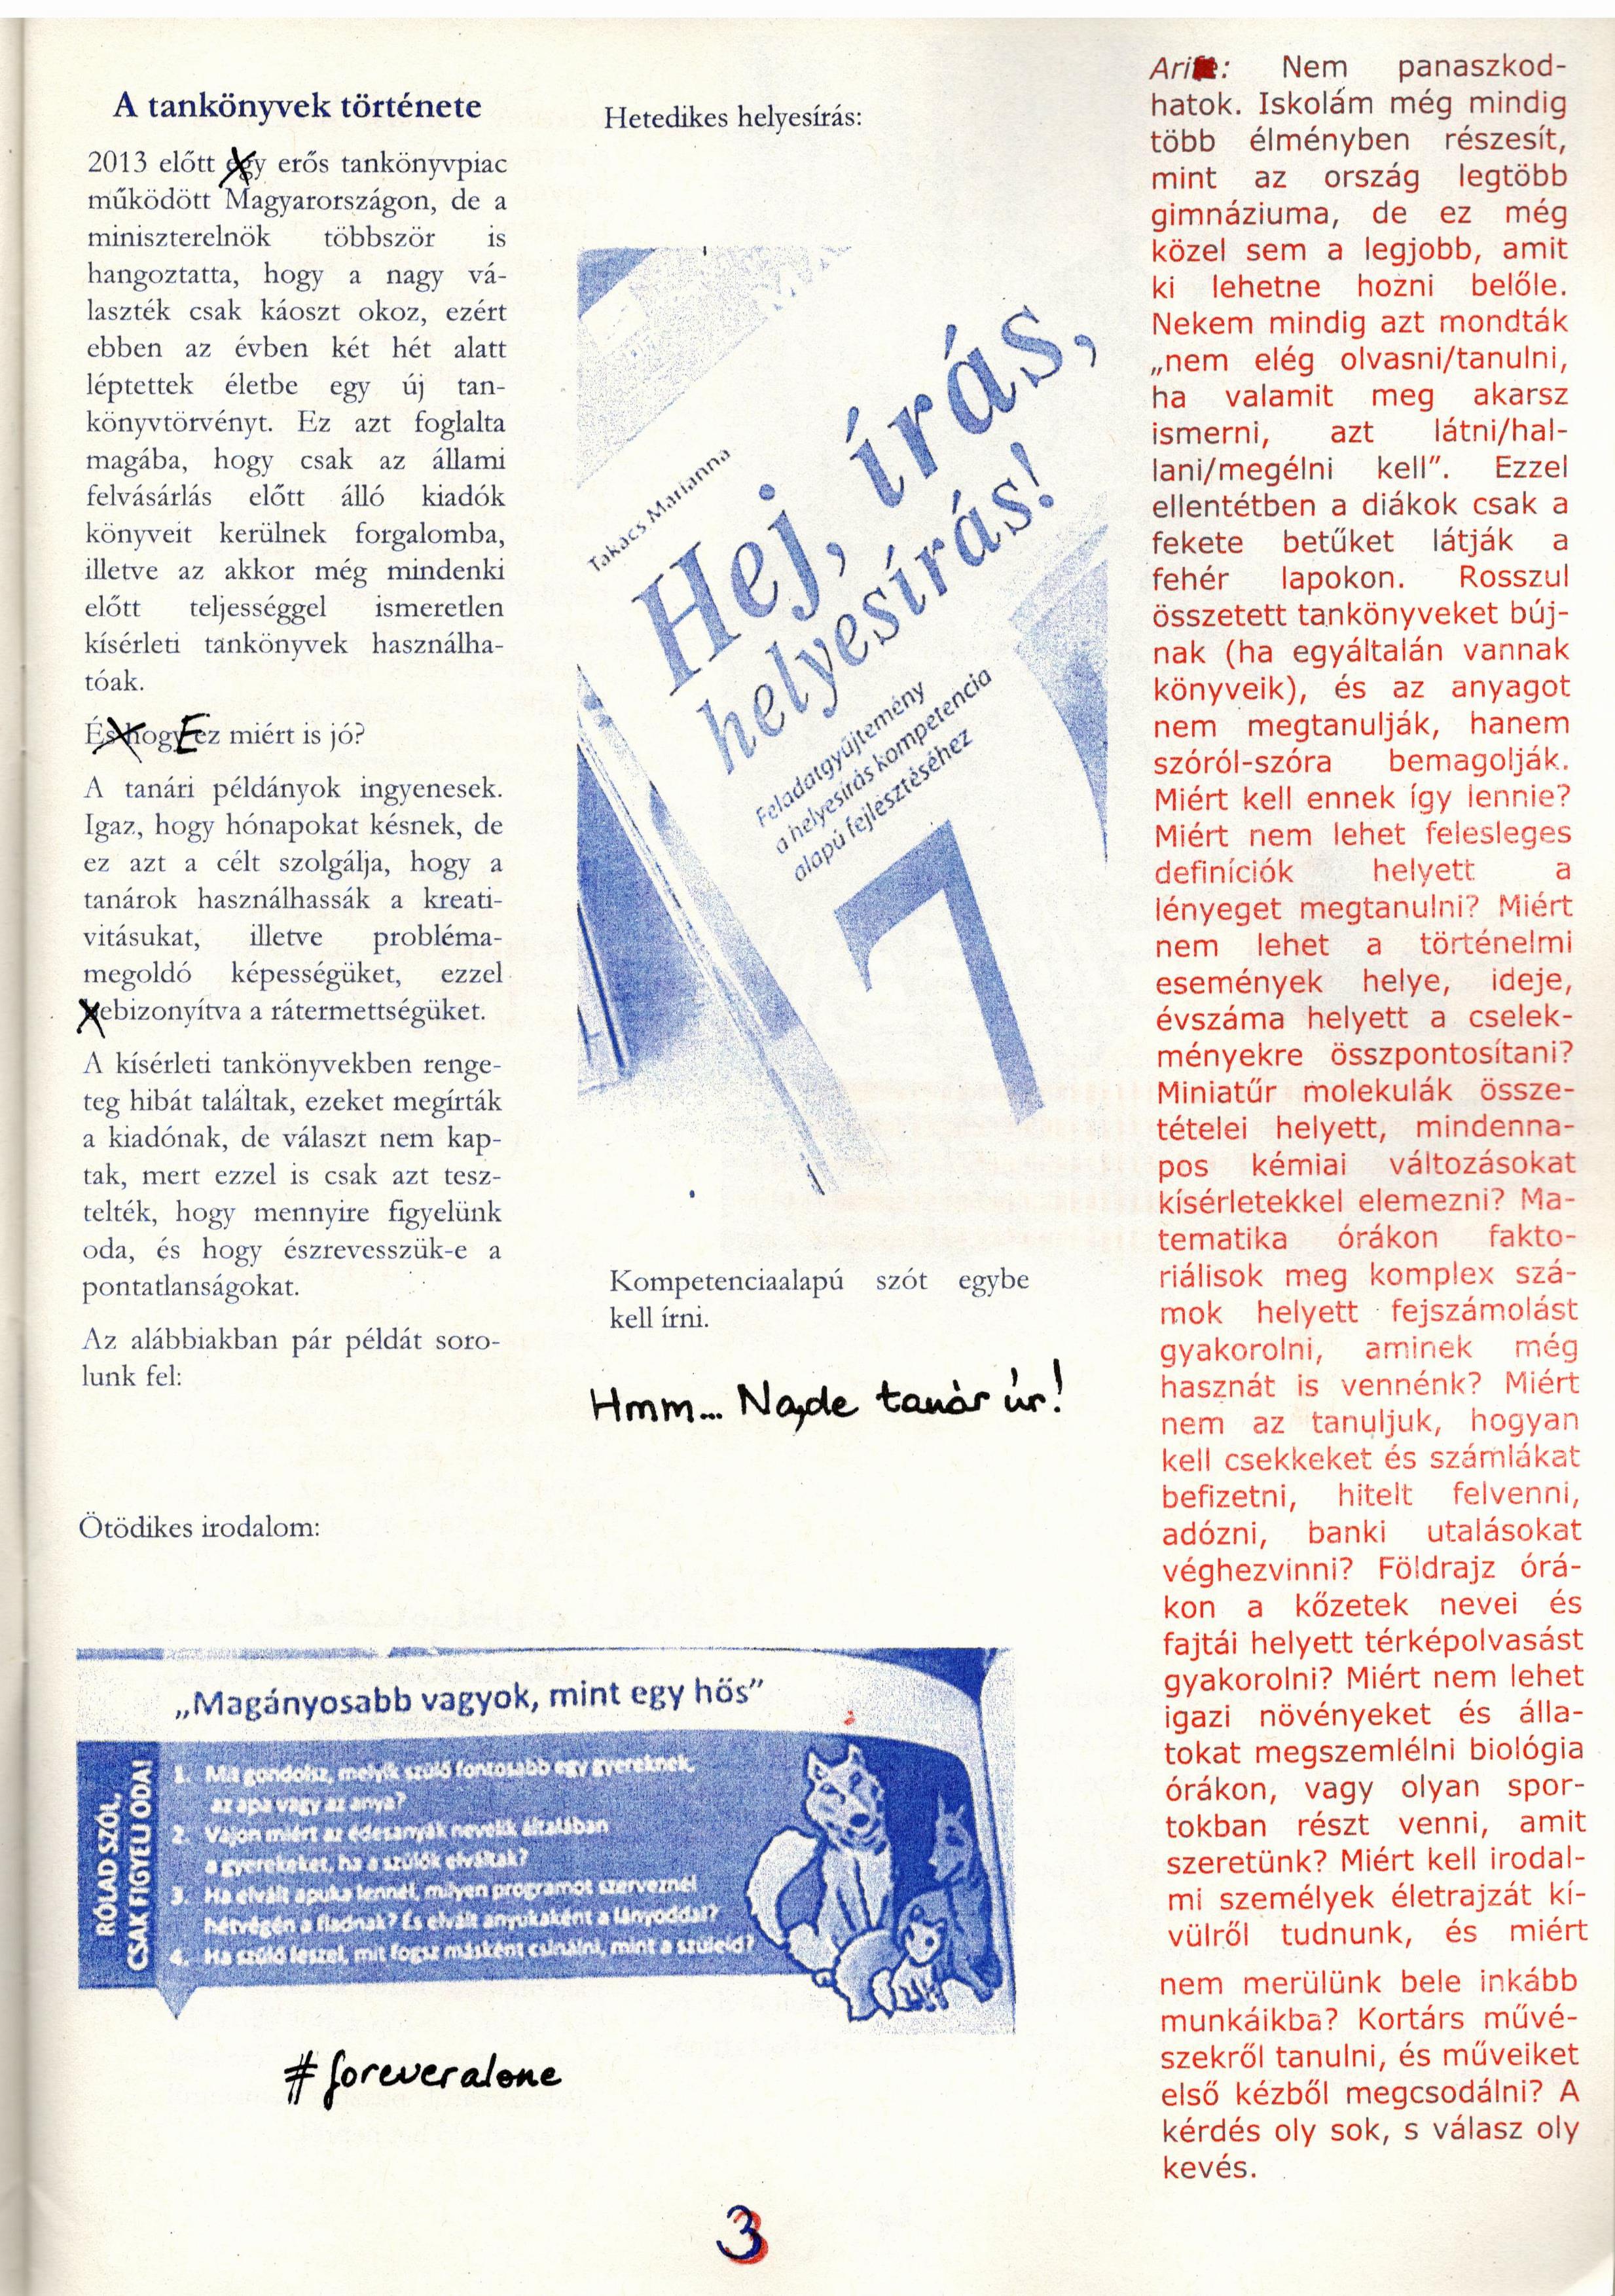 A tankönyvek története
2013 előtt egy erős tankönyvpiac
működött Magyarországon, de a
miniszterelnök többször is
hangoztatta, hogy a nagy vá-
laszték csak káoszt okoz, ezért
ebben az évben két hét alatt
léptettek életbe egy új tan-
könyvtörvényt. Ez azt foglalta
magába, hogy csak az állami
felvásárlás előtt álló kiadók
könyveit kerülnek forgalomba,
illetve az akkor még mindenki
előtt teljességgel ismeretlen
kísérleti tankönyvek használha-
tóak.
És hogy E ez miért is jó?
A tanári példányok ingyenesek.
Igaz, hogy hónapokat késnek, de
ez azt a célt szolgálja, hogy a
tanárok használhassák a kreati-
vitásukat, illetve probléma-
megoldó képességüket, ezzel
bebizonyítva a rátermettségüket.
A kísérleti tankönyvekben renge-
teg hibát találtak, ezeket megírták
a kiadónak, de választ nem kap-
tak, mert ezzel is csak azt tesz-
telték, hogy mennyire figyelünk
oda, és hogy észrevesszük-e a
pontatlanságokat.
Az alábbiakban pár példát soro-
lunk fel:
Ötödikes irodalom:
„Magányosabb vagyok, mint egy hős”
RÓLAD SZÓL,
CSAK FIGYELJ ODA!
1. Mit gondolsz, melyik szülő fontosabb egy gyereknek,
az apa vagy az anya?
2. Vajon miért az édesanyák nevelik általában
a gyerekeket, ha a szülők elváltak?
3. Ha elvált apuka lennél, milyen programot szerveznél
hétvégén a fiadnak? És elvált anyukaként a lányoddal?
4. Ha szülő leszel, mit fogsz másként csinálni, mint a szüleid?
#foreveralone
Hetedikes helyesírás:
Takács Marianna
Hej, írás,
helyesírás!
Feladatgyűjtemény
a helyesírás kompetencia
alapú fejlesztéséhez
7
Kompetenciaalapú szót egybe
kell írni.
Hmm... Na,de tanár úr!
Nem panaszkod-
hatok. Iskolám még mindig
több élményben részesít,
mint az ország legtöbb
gimnáziuma, de ez még
közel sem a legjobb, amit
ki lehetne hozni belőle.
Nekem mindig azt mondták
„nem elég olvasni/tanulni,
ha valamit meg akarsz
ismerni, azt látni/hal-
lani/megélni kell”. Ezzel
ellentétben a diákok csak a
fekete betűket látják a
fehér lapokon. Rosszul
összetett tankönyveket búj-
nak (ha egyáltalán vannak
könyveik), és az anyagot
nem megtanulják, hanem
szóról-szóra bemagolják.
Miért kell ennek így lennie?
Miért nem lehet felesleges
definíciók helyett a
lényeget megtanulni? Miért
nem lehet a történelmi
események helye, ideje,
évszáma helyett a cselek-
ményekre összpontosítani?
Miniatűr molekulák össze-
tételei helyett, mindenna-
pos kémiai változásokat
kísérletekkel elemezni? Ma-
tematika órákon fakto-
riálisok meg komplex szá-
mok helyett fejszámolást
gyakorolni, aminek még
hasznát is vennénk? Miért
nem az tanuljuk, hogyan
kell csekkeket és számlákat
befizetni, hitelt felvenni,
adózni, banki utalásokat
véghezvinni? Földrajz órá-
kon a kőzetek nevei és
fajtái helyett térképolvasást
gyakorolni? Miért nem lehet
igazi növényeket és álla-
tokat megszemlélni biológia
órákon, vagy olyan spor-
tokban részt venni, amit
szeretünk? Miért kell irodal-
mi személyek életrajzát kí-
vülről tudnunk, és miért
nem merülünk bele inkább
munkáikba? Kortárs művé-
szekről tanulni, és műveiket
első kézből megcsodálni? A
kérdés oly sok, s válasz oly
kevés.
3